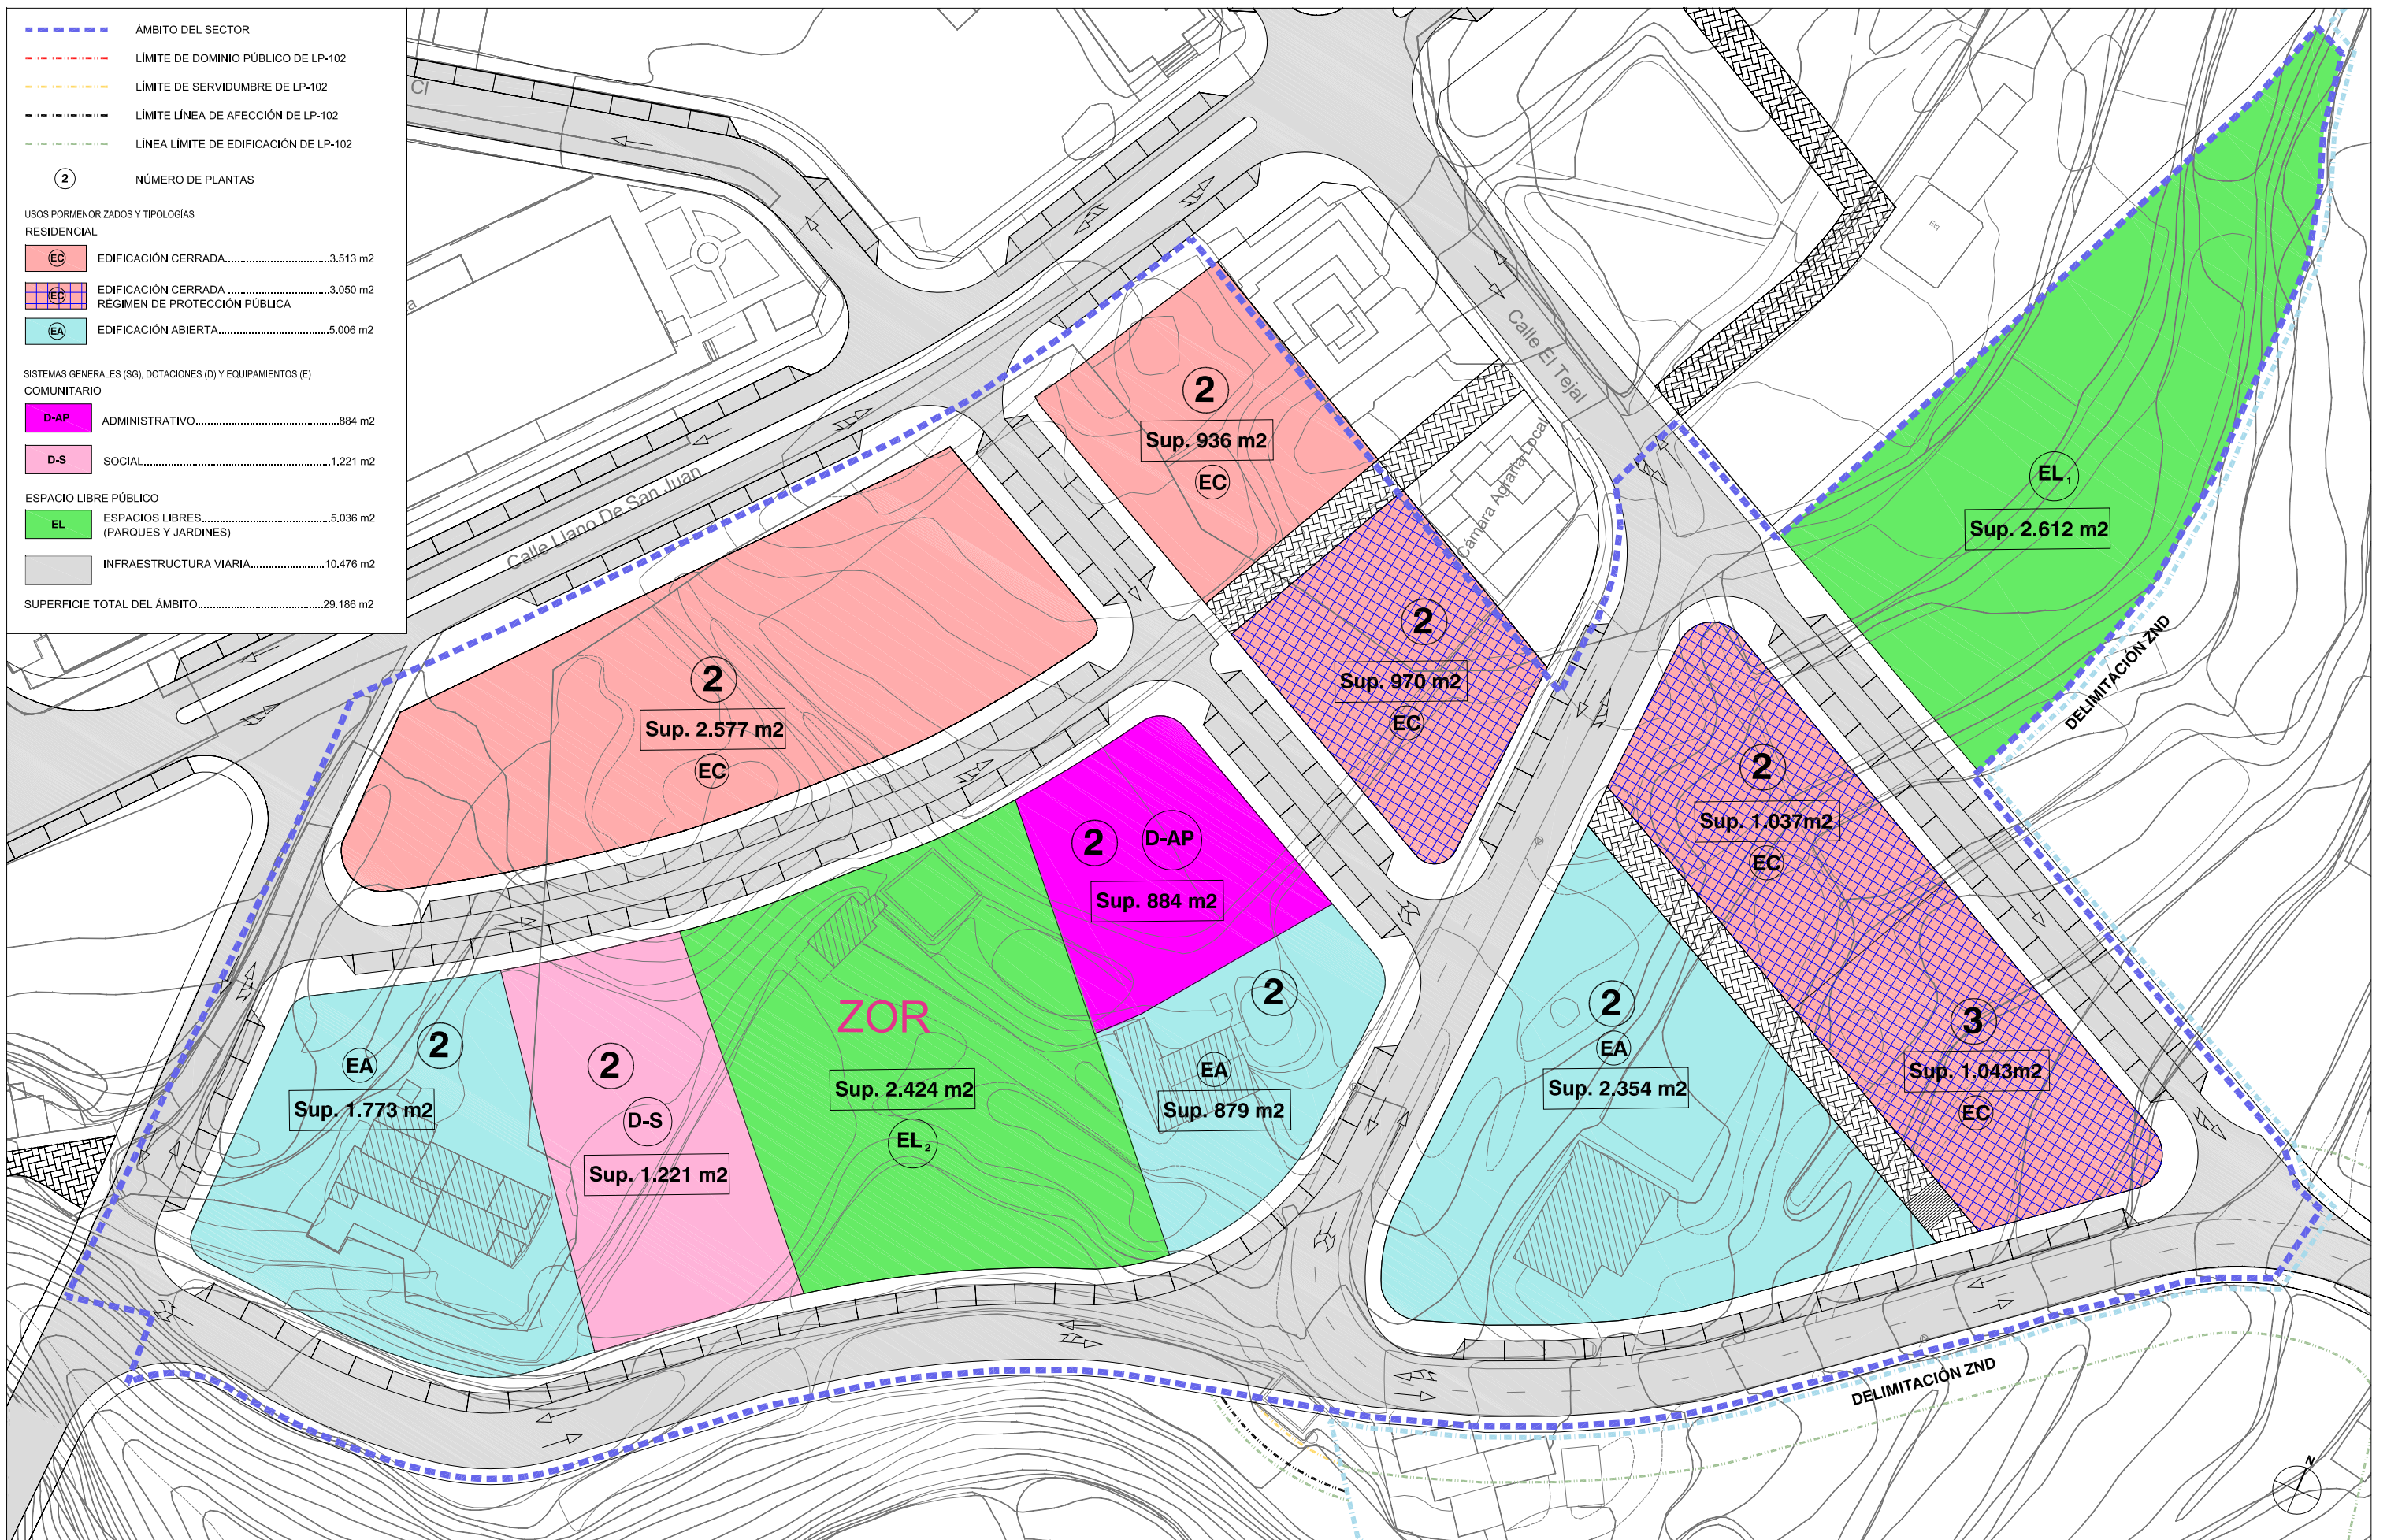 ÁMBITO DEL SECTOR
LÍMITE DE DOMINIO PÚBLICO DE LP-102
LÍMITE DE SERVIDUMBRE DE LP-102
LÍMITE LÍNEA DE AFECCIÓN DE LP-102
LÍNEA LÍMITE DE EDIFICACIÓN DE LP-102
2 NÚMERO DE PLANTAS
USOS PORMENORIZADOS Y TIPOLOGÍAS
RESIDENCIAL
EC EDIFICACIÓN CERRADA 3.513 m2
EC EDIFICACIÓN CERRADA 3.050 m2
RÉGIMEN DE PROTECCIÓN PÚBLICA
EA EDIFICACIÓN ABIERTA 5.006 m2
SISTEMAS GENERALES (SG), DOTACIONES (D) Y EQUIPAMIENTOS (E)
COMUNITARIO
D-AP ADMINISTRATIVO 884 m2
D-S SOCIAL 1.221 m2
ESPACIO LIBRE PÚBLICO
EL ESPACIOS LIBRES 5.036 m2
(PARQUES Y JARDINES)
INFRAESTRUCTURA VIARIA 10.476 m2
SUPERFICIE TOTAL DEL ÁMBITO 29.186 m2
Cl
a
Calle Llano De San Juan
Calle El Tejal
Cámara Agraria Local
2
Sup. 936 m2
EC
EL1
Sup. 2.612 m2
2
Sup. 970 m2
EC
2
Sup. 2.577 m2
EC
DELIMITACIÓN ZND
2
Sup. 1.037m2
EC
2 D-AP
Sup. 884 m2
ZOR
Sup. 2.424 m2
EL2
2
EA
Sup. 879 m2
EA 2
Sup. 1.773 m2
2
D-S
Sup. 1.221 m2
2
EA
Sup. 2.354 m2
3
Sup. 1.043m2
EC
DELIMITACIÓN ZND
N